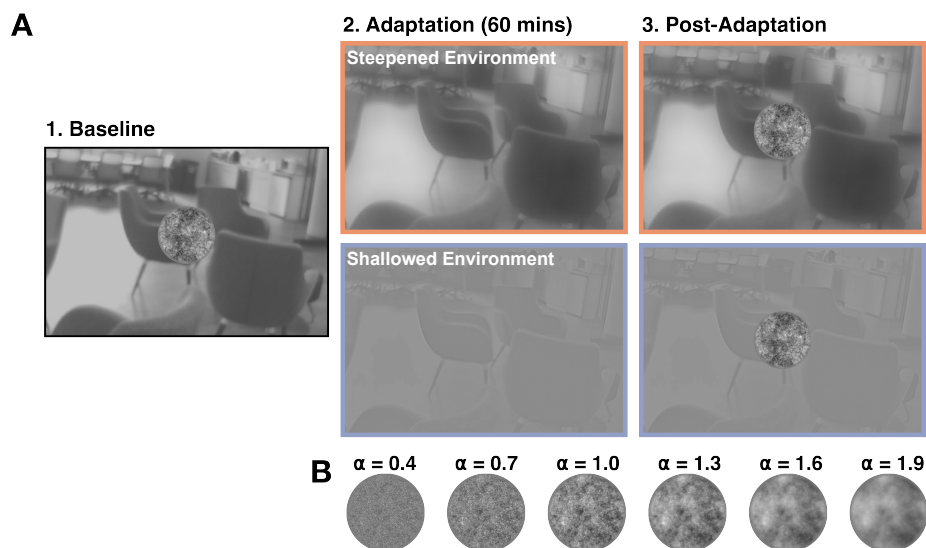 A
1. Baseline
2. Adaptation (60 mins)
3. Post-Adaptation
Steepened Environment
Shallowed Environment
B
α = 0.4
α = 0.7
α = 1.0
α = 1.3
α = 1.6
α = 1.9